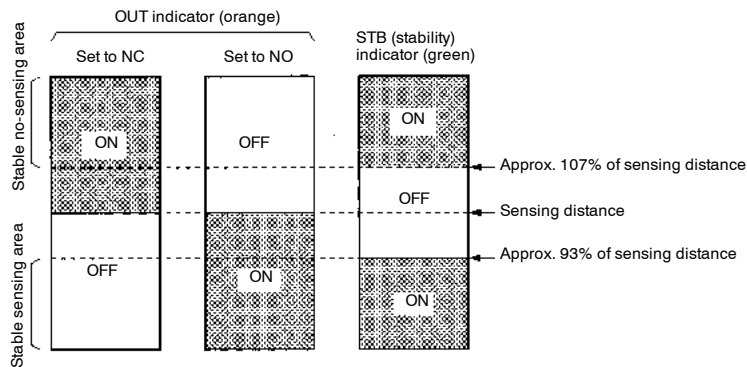 OUT indicator (orange)
Set to NC
Set to NO
STB (stability)
indicator (green)
Stable no-sensing area
Stable sensing area
ON
OFF
OFF
ON
ON
OFF
ON
Approx. 107% of sensing distance
Sensing distance
Approx. 93% of sensing distance